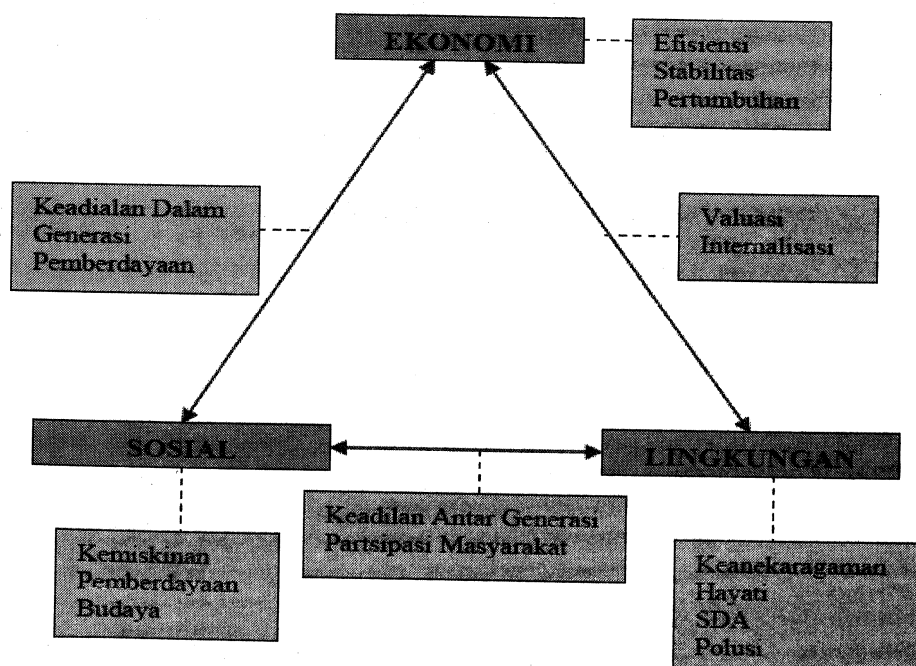 EKONOMI
Efisiensi
Stabilitas
Pertumbuhan
Keadialan Dalam
Generasi
Pemberdayaan
Valuasi
Internalisasi
SOSIAL
LINGKUNGAN
Keadilan Antar Generasi
Partsipasi Masyarakat
Kemiskinan
Pemberdayaan
Budaya
Keanekaragaman
Hayati
SDA
Polusi